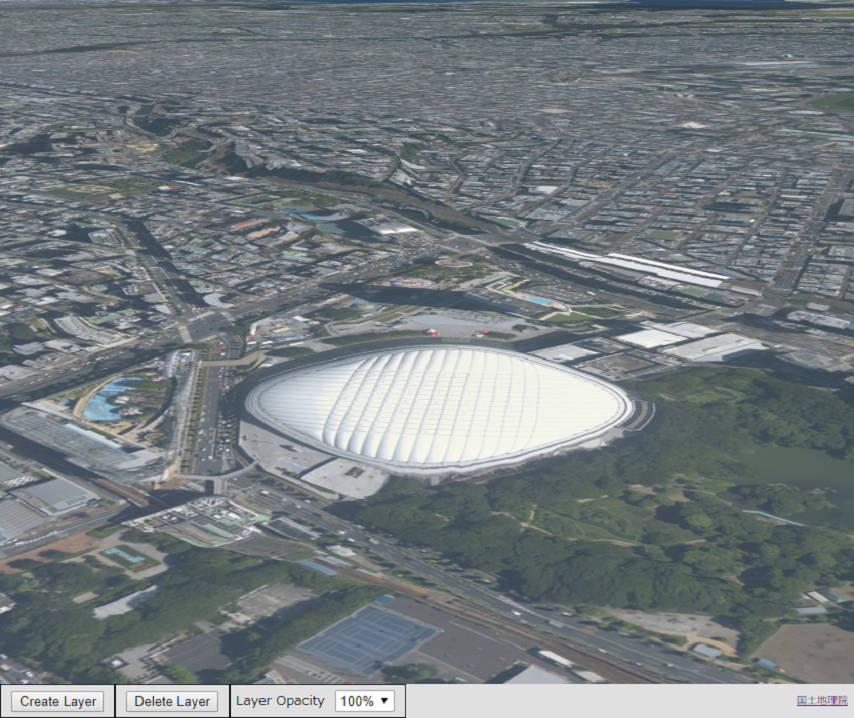 Create Layer
Delete Layer
Layer Opacity
100% ▼
国土地理院